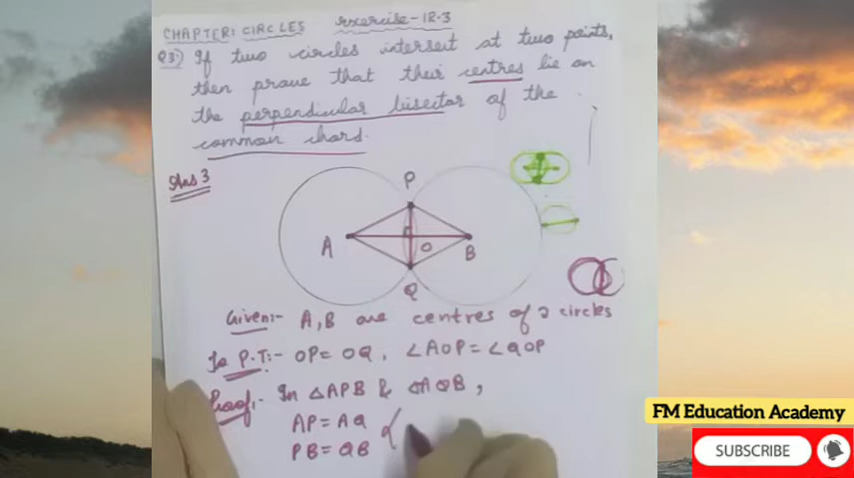 CHAPTER: CIRCLES Exercise-12.3
Q3:) If two circles intersect at two points,
then prove that their centres lie on
the perpendicular bisector of the
common chord.
Ans 3
P
A
O
B
Q
Given:- A,B are centres of 2 circles
To P.T:- OP = OQ, ∠AOP = ∠QOP
Proof:- In △APB & △AQB,
AP = AQ
PB = QB
FM Education Academy
SUBSCRIBE